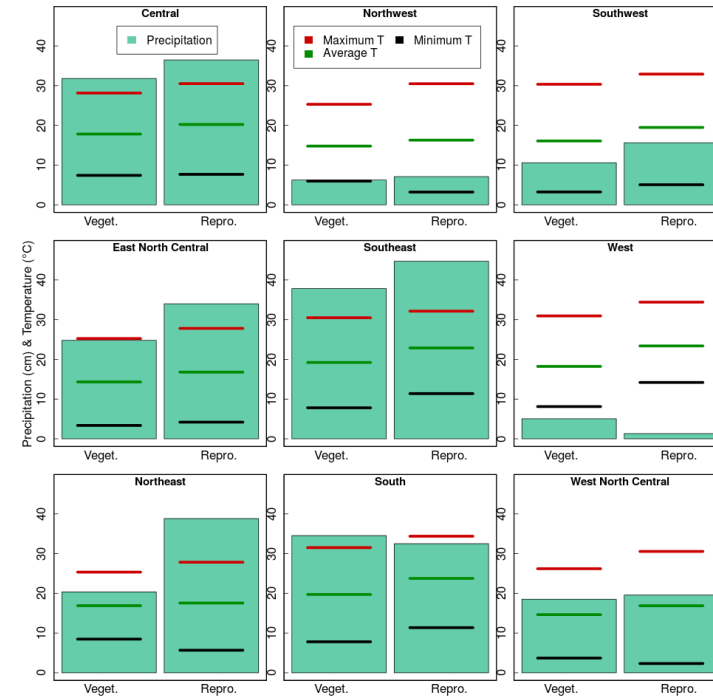 Central
Northwest
Southwest
Precipitation
Maximum T
Minimum T
Average T
0 10 20 30 40
0 10 20 30 40
0 10 20 30 40
Veget. Repro.
Veget. Repro.
Veget. Repro.
Precipitation (cm) & Temperature (°C)
East North Central
Southeast
West
0 10 20 30 40
0 10 20 30 40
0 10 20 30 40
Veget. Repro.
Veget. Repro.
Veget. Repro.
Northeast
South
West North Central
0 10 20 30 40
0 10 20 30 40
0 10 20 30 40
Veget. Repro.
Veget. Repro.
Veget. Repro.